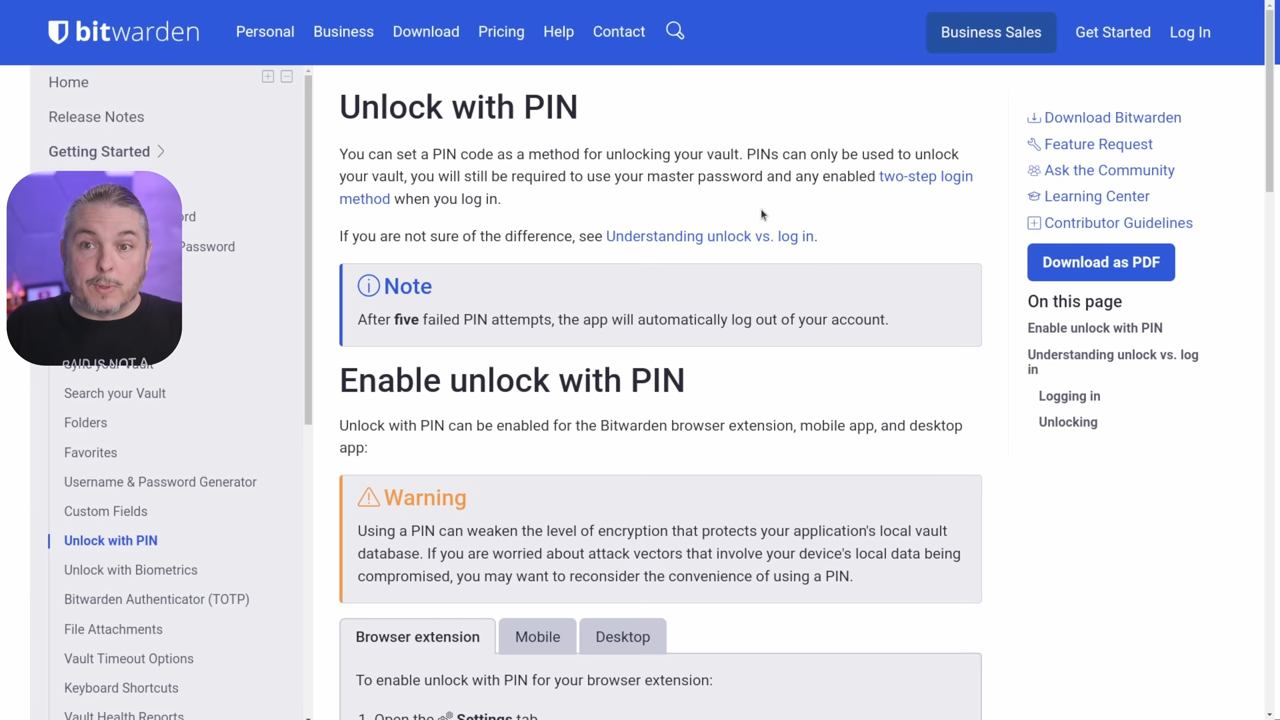 bitwarden
Personal
Business
Download
Pricing
Help
Contact
Business Sales
Get Started
Log In
Home
Release Notes
Getting Started
Password
Sync your Vault
Search your Vault
Folders
Favorites
Username & Password Generator
Custom Fields
Unlock with PIN
Unlock with Biometrics
Bitwarden Authenticator (TOTP)
File Attachments
Vault Timeout Options
Keyboard Shortcuts
Vault Health Reports
Unlock with PIN
You can set a PIN code as a method for unlocking your vault. PINs can only be used to unlock
your vault, you will still be required to use your master password and any enabled two-step login
method when you log in.
If you are not sure of the difference, see Understanding unlock vs. log in.
Note
After five failed PIN attempts, the app will automatically log out of your account.
Enable unlock with PIN
Unlock with PIN can be enabled for the Bitwarden browser extension, mobile app, and desktop
app:
Warning
Using a PIN can weaken the level of encryption that protects your application's local vault
database. If you are worried about attack vectors that involve your device's local data being
compromised, you may want to reconsider the convenience of using a PIN.
Browser extension
Mobile
Desktop
To enable unlock with PIN for your browser extension:
1. Open the Settings tab
Download Bitwarden
Feature Request
Ask the Community
Learning Center
Contributor Guidelines
Download as PDF
On this page
Enable unlock with PIN
Understanding unlock vs. log
in
Logging in
Unlocking